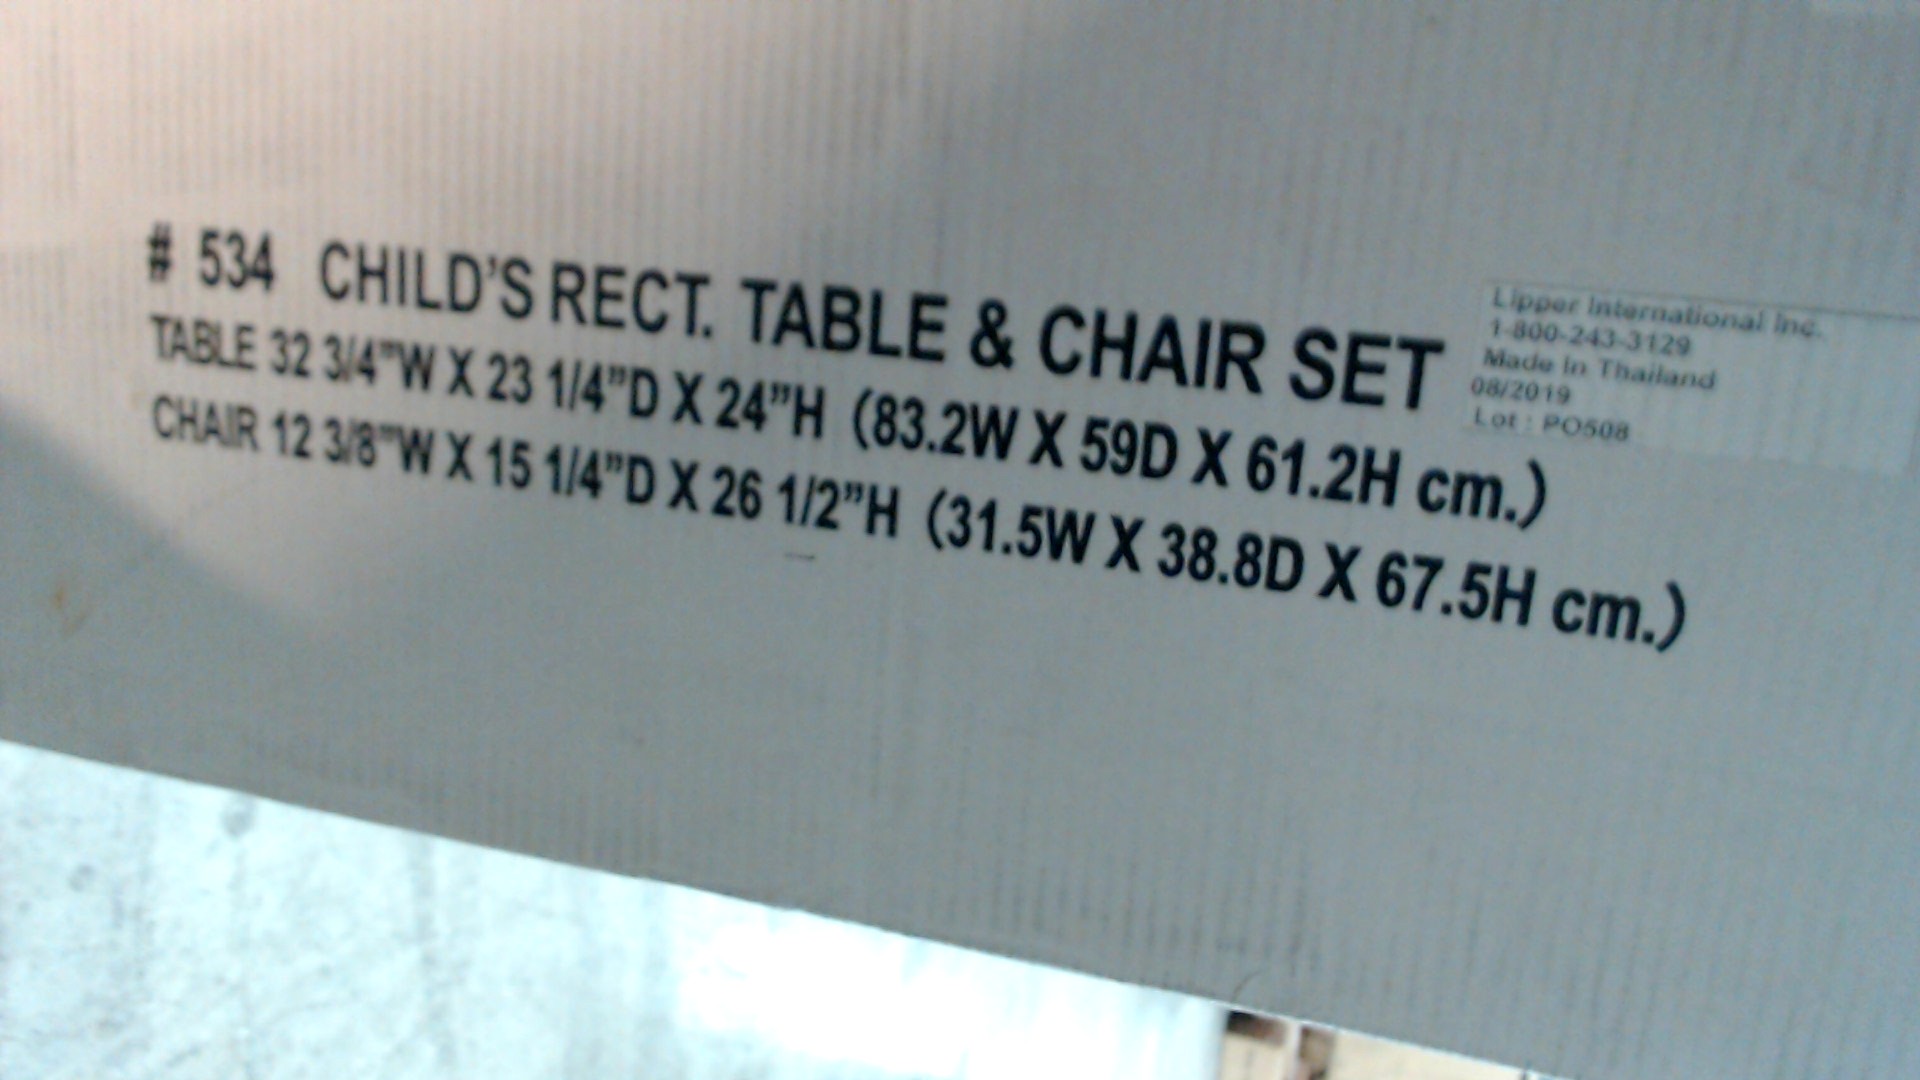 # 534 CHILD'S RECT. TABLE & CHAIR SET
TABLE 32 3/4"W X 23 1/4"D X 24"H (83.2W X 59D X 61.2H cm.)
CHAIR 12 3/8"W X 15 1/4"D X 26 1/2"H (31.5W X 38.8D X 67.5H cm.)
Lipper International Inc.
1-800-243-3129
Made In Thailand
08/2019
Lot : PO508